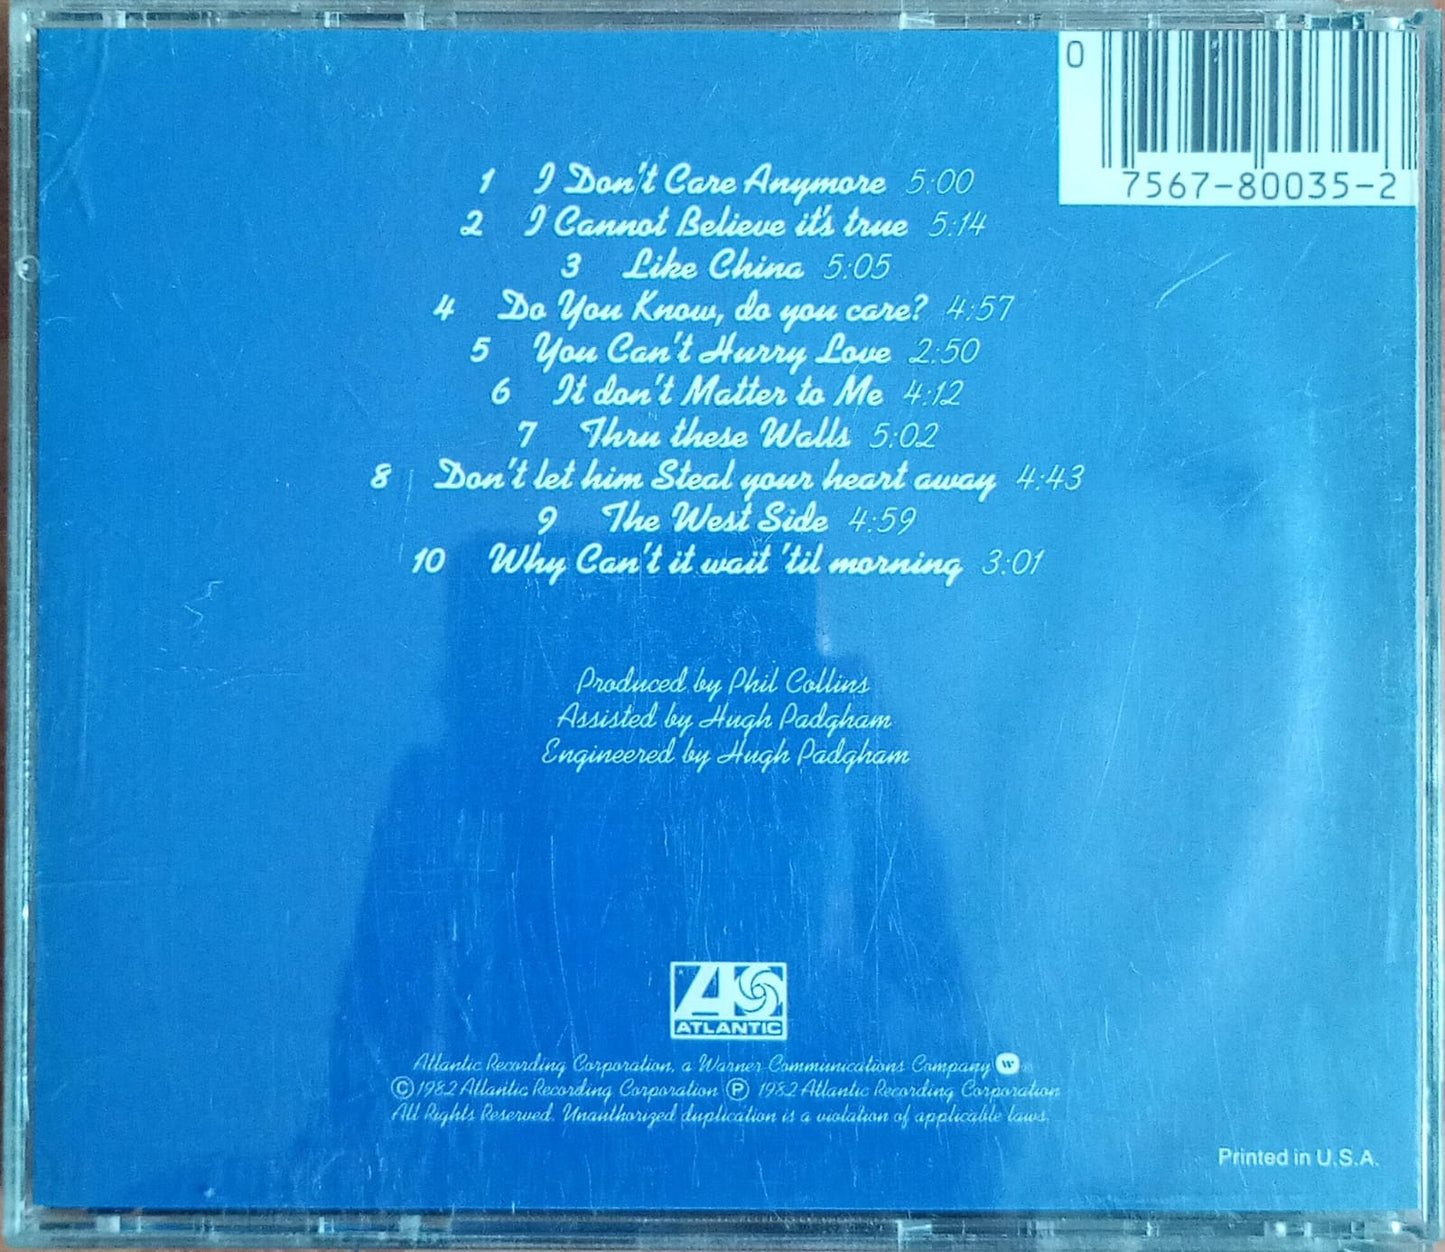 0
7567-80035-2
1 I Don't Care Anymore 5:00
2 I Cannot Believe it's true 5:14
3 Like China 5:05
4 Do You Know, do you care? 4:57
5 You Can't Hurry Love 2:50
6 It don't Matter to Me 4:12
7 Thru these Walls 5:02
8 Don't let him Steal your heart away 4:43
9 The West Side 4:59
10 Why Can't it wait 'til morning 3:01
Produced by Phil Collins
Assisted by Hugh Padgham
Engineered by Hugh Padgham
ATLANTIC
Atlantic Recording Corporation, a Warner Communications Company
© 1982 Atlantic Recording Corporation ℗ 1982 Atlantic Recording Corporation
All Rights Reserved. Unauthorized duplication is a violation of applicable laws.
Printed in U.S.A.